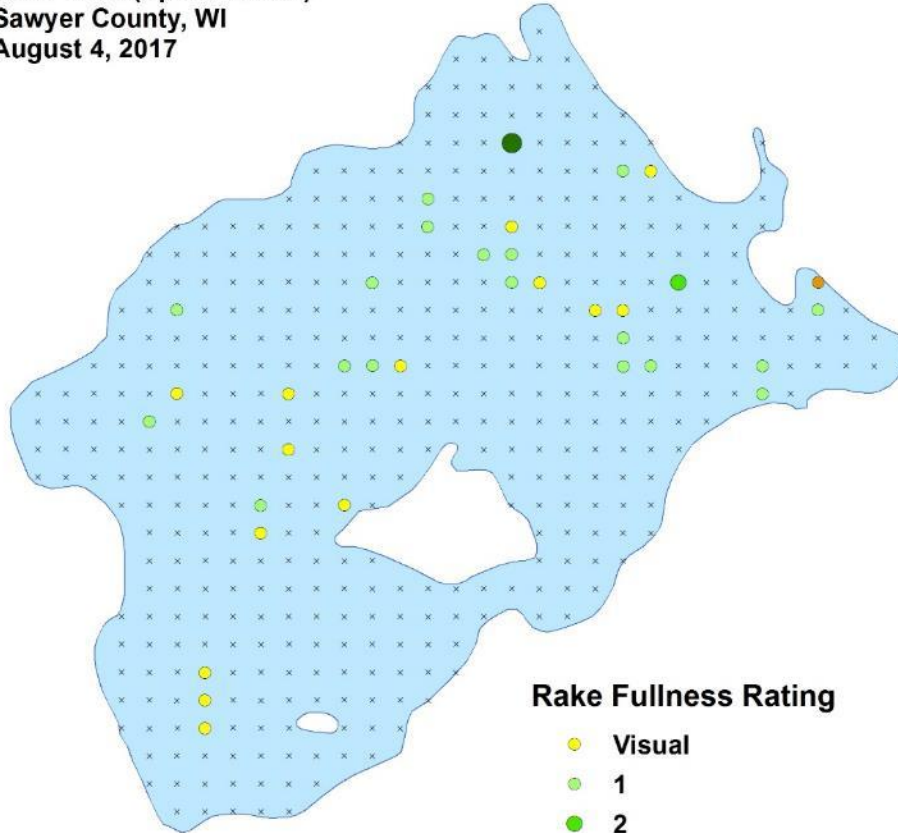 Sawyer County, WI
August 4, 2017
Rake Fullness Rating
Visual
1
2